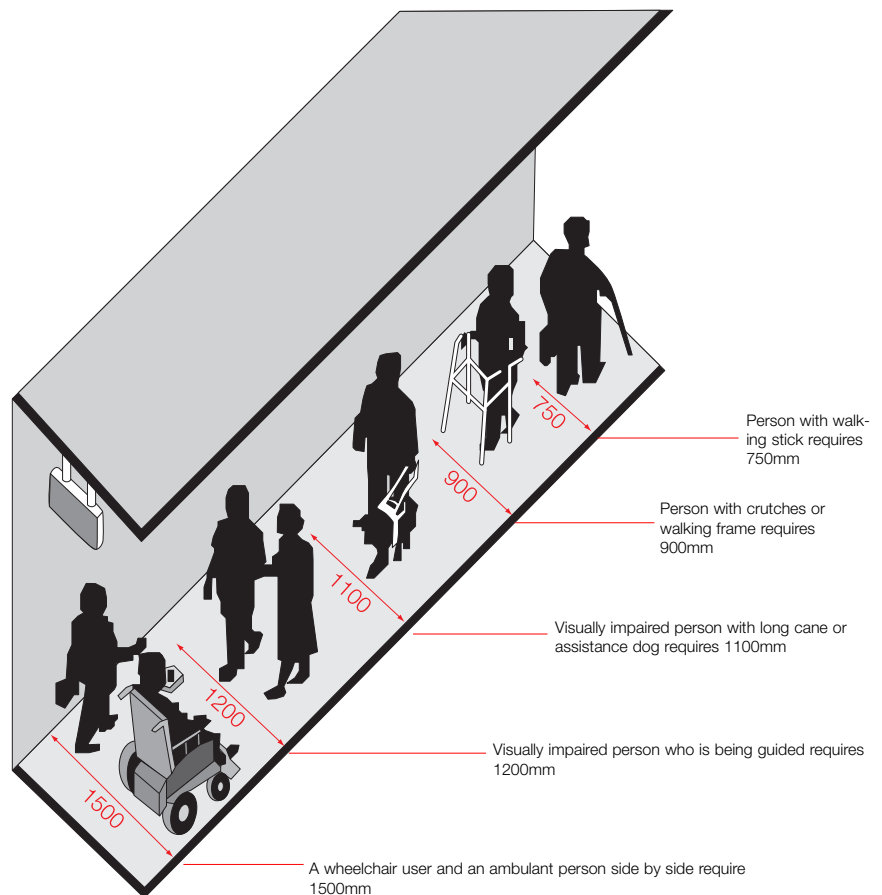 750
Person with walk-
ing stick requires
750mm
900
Person with crutches or
walking frame requires
900mm
1100
Visually impaired person with long cane or
assistance dog requires 1100mm
1200
Visually impaired person who is being guided requires
1200mm
1500
A wheelchair user and an ambulant person side by side require
1500mm